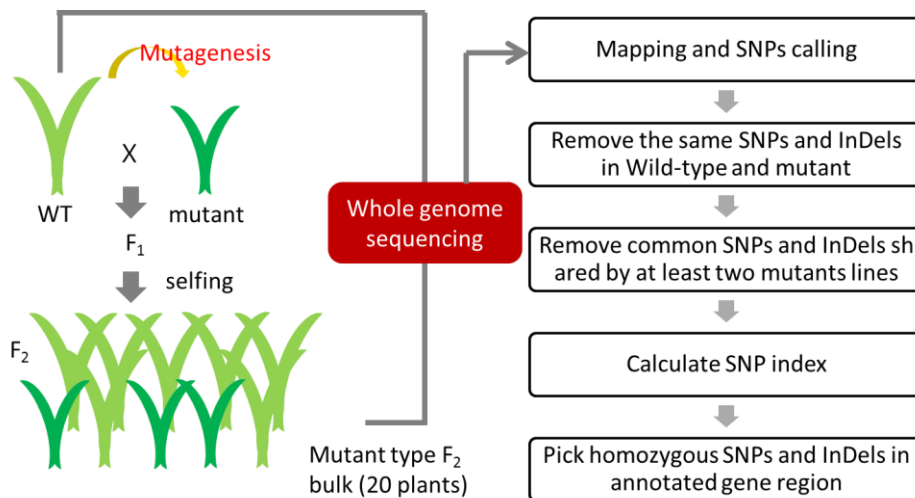 Mutagenesis
X
WT
mutant
F₁
selfing
F₂
Mutant type F₂
bulk (20 plants)
Whole genome
sequencing
Mapping and SNPs calling
Remove the same SNPs and InDels
in Wild-type and mutant
Remove common SNPs and InDels sh
ared by at least two mutants lines
Calculate SNP index
Pick homozygous SNPs and InDels in
annotated gene region